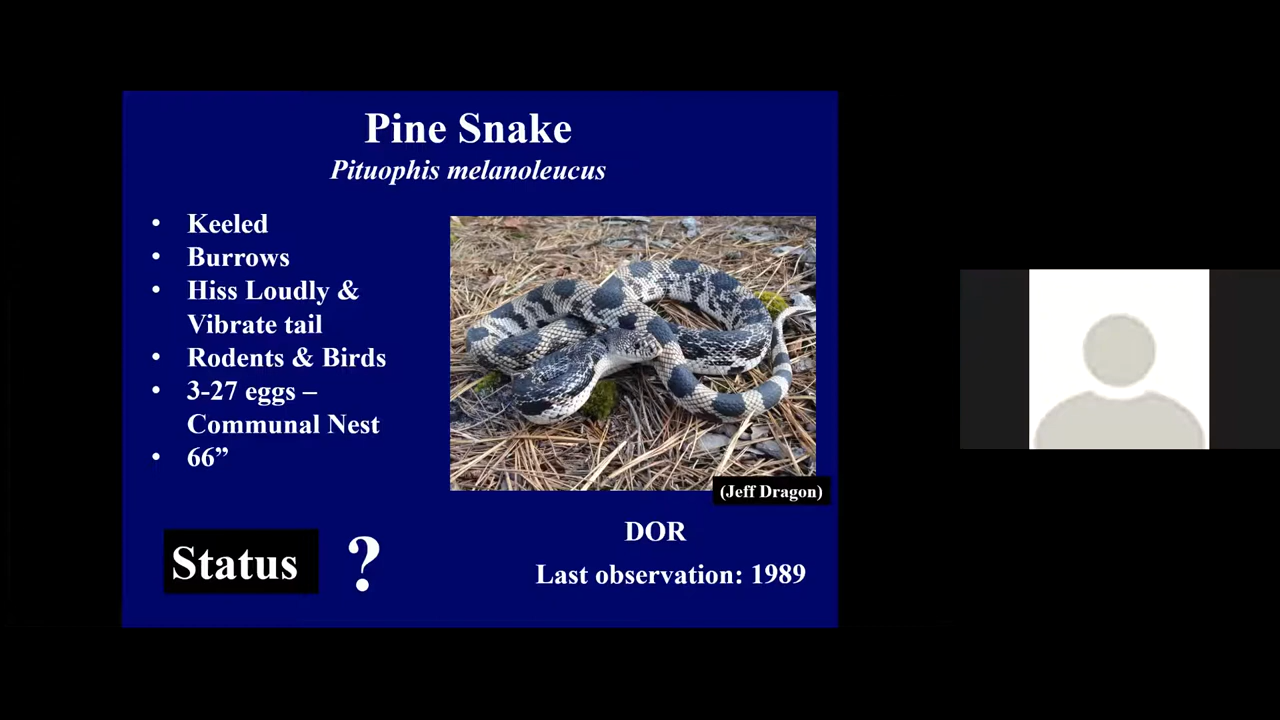 Pine Snake
Pituophis melanoleucus
• Keeled
• Burrows
• Hiss Loudly &
Vibrate tail
• Rodents & Birds
• 3-27 eggs –
Communal Nest
• 66”
(Jeff Dragon)
Status ?
DOR
Last observation: 1989